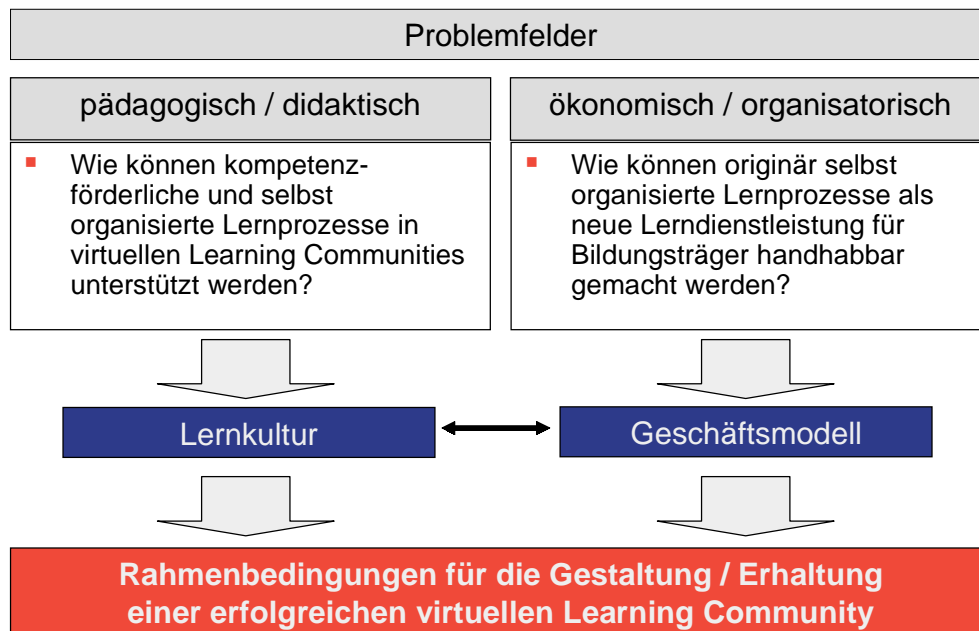 Problemfelder
pädagogisch / didaktisch
Wie können kompetenz-
förderliche und selbst
organisierte Lernprozesse in
virtuellen Learning Communities
unterstützt werden?
ökonomisch / organisatorisch
Wie können originär selbst
organisierte Lernprozesse als
neue Lerndienstleistung für
Bildungsträger handhabbar
gemacht werden?
Lernkultur
Geschäftsmodell
Rahmenbedingungen für die Gestaltung / Erhaltung
einer erfolgreichen virtuellen Learning Community